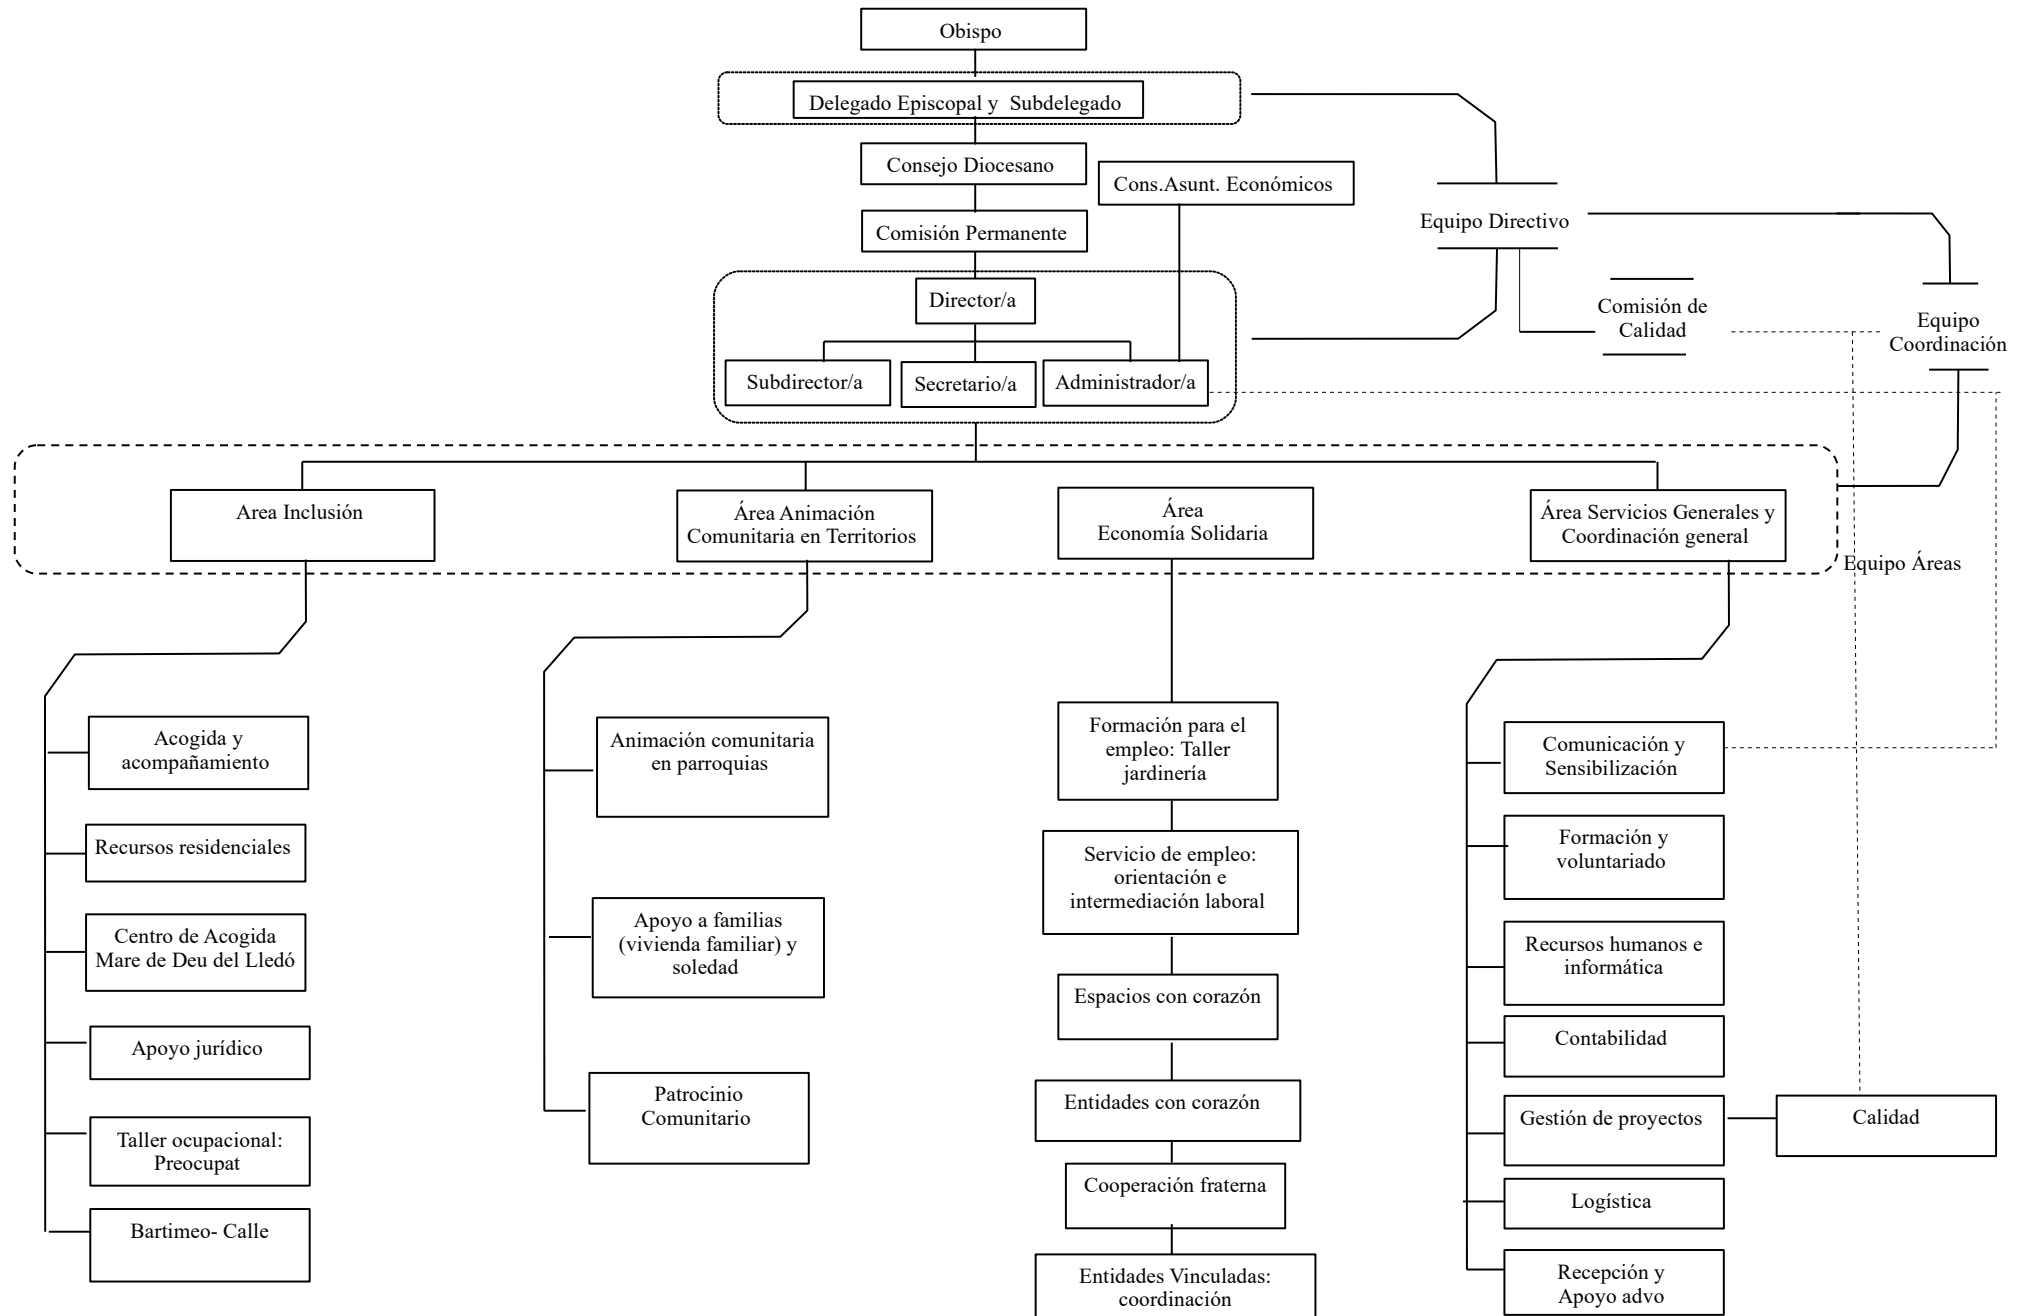 Obispo
Delegado Episcopal y Subdelegado
Consejo Diocesano
Cons.Asunt. Económicos
Comisión Permanente
Equipo Directivo
Director/a
Comisión de
Calidad
Equipo
Coordinación
Subdirector/a
Secretario/a
Administrador/a
Area Inclusión
Área Animación
Comunitaria en Territorios
Área
Economía Solidaria
Área Servicios Generales y
Coordinación general
Equipo Áreas
Acogida y
acompañamiento
Recursos residenciales
Centro de Acogida
Mare de Deu del Lledó
Apoyo jurídico
Taller ocupacional:
Preocupat
Bartimeo- Calle
Animación comunitaria
en parroquias
Apoyo a familias
(vivienda familiar) y
soledad
Patrocinio
Comunitario
Formación para el
empleo: Taller
jardinería
Servicio de empleo:
orientación e
intermediación laboral
Espacios con corazón
Entidades con corazón
Cooperación fraterna
Entidades Vinculadas:
coordinación
Comunicación y
Sensibilización
Formación y
voluntariado
Recursos humanos e
informática
Contabilidad
Gestión de proyectos
Calidad
Logística
Recepción y
Apoyo advo